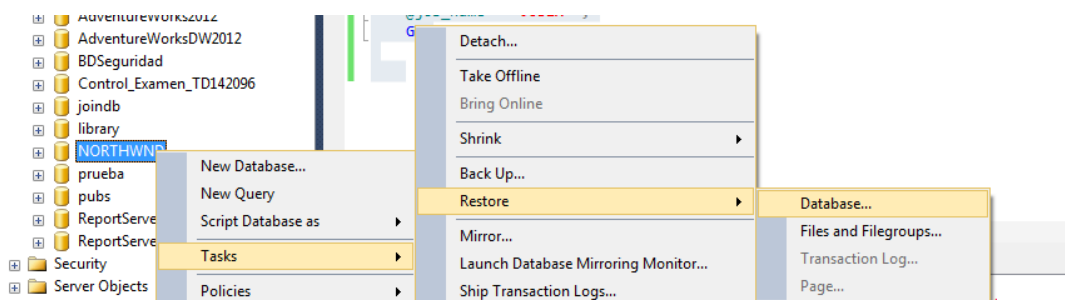 AdventureWorks2012
AdventureWorksDW2012
BDSeguridad
Control_Examen_TD142096
joindb
library
NORTHWND
prueba
pubs
ReportServe
ReportServe
Security
Server Objects
New Database...
New Query
Script Database as
Tasks
Policies
Detach...
Take Offline
Bring Online
Shrink
Back Up...
Restore
Mirror...
Launch Database Mirroring Monitor...
Ship Transaction Logs...
Database...
Files and Filegroups...
Transaction Log...
Page...